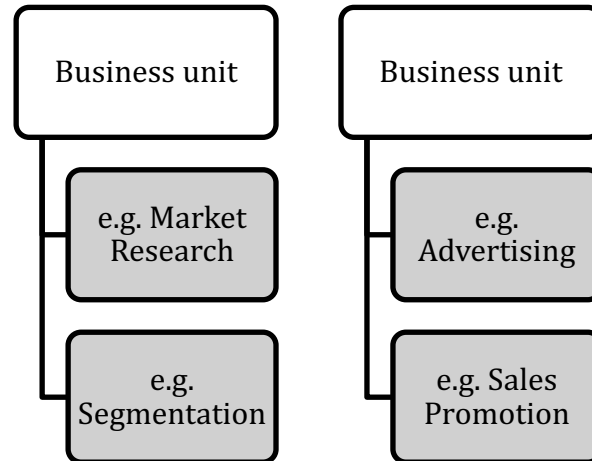 Business unit
e.g. Market
Research
e.g.
Segmentation
Business unit
e.g.
Advertising
e.g. Sales
Promotion